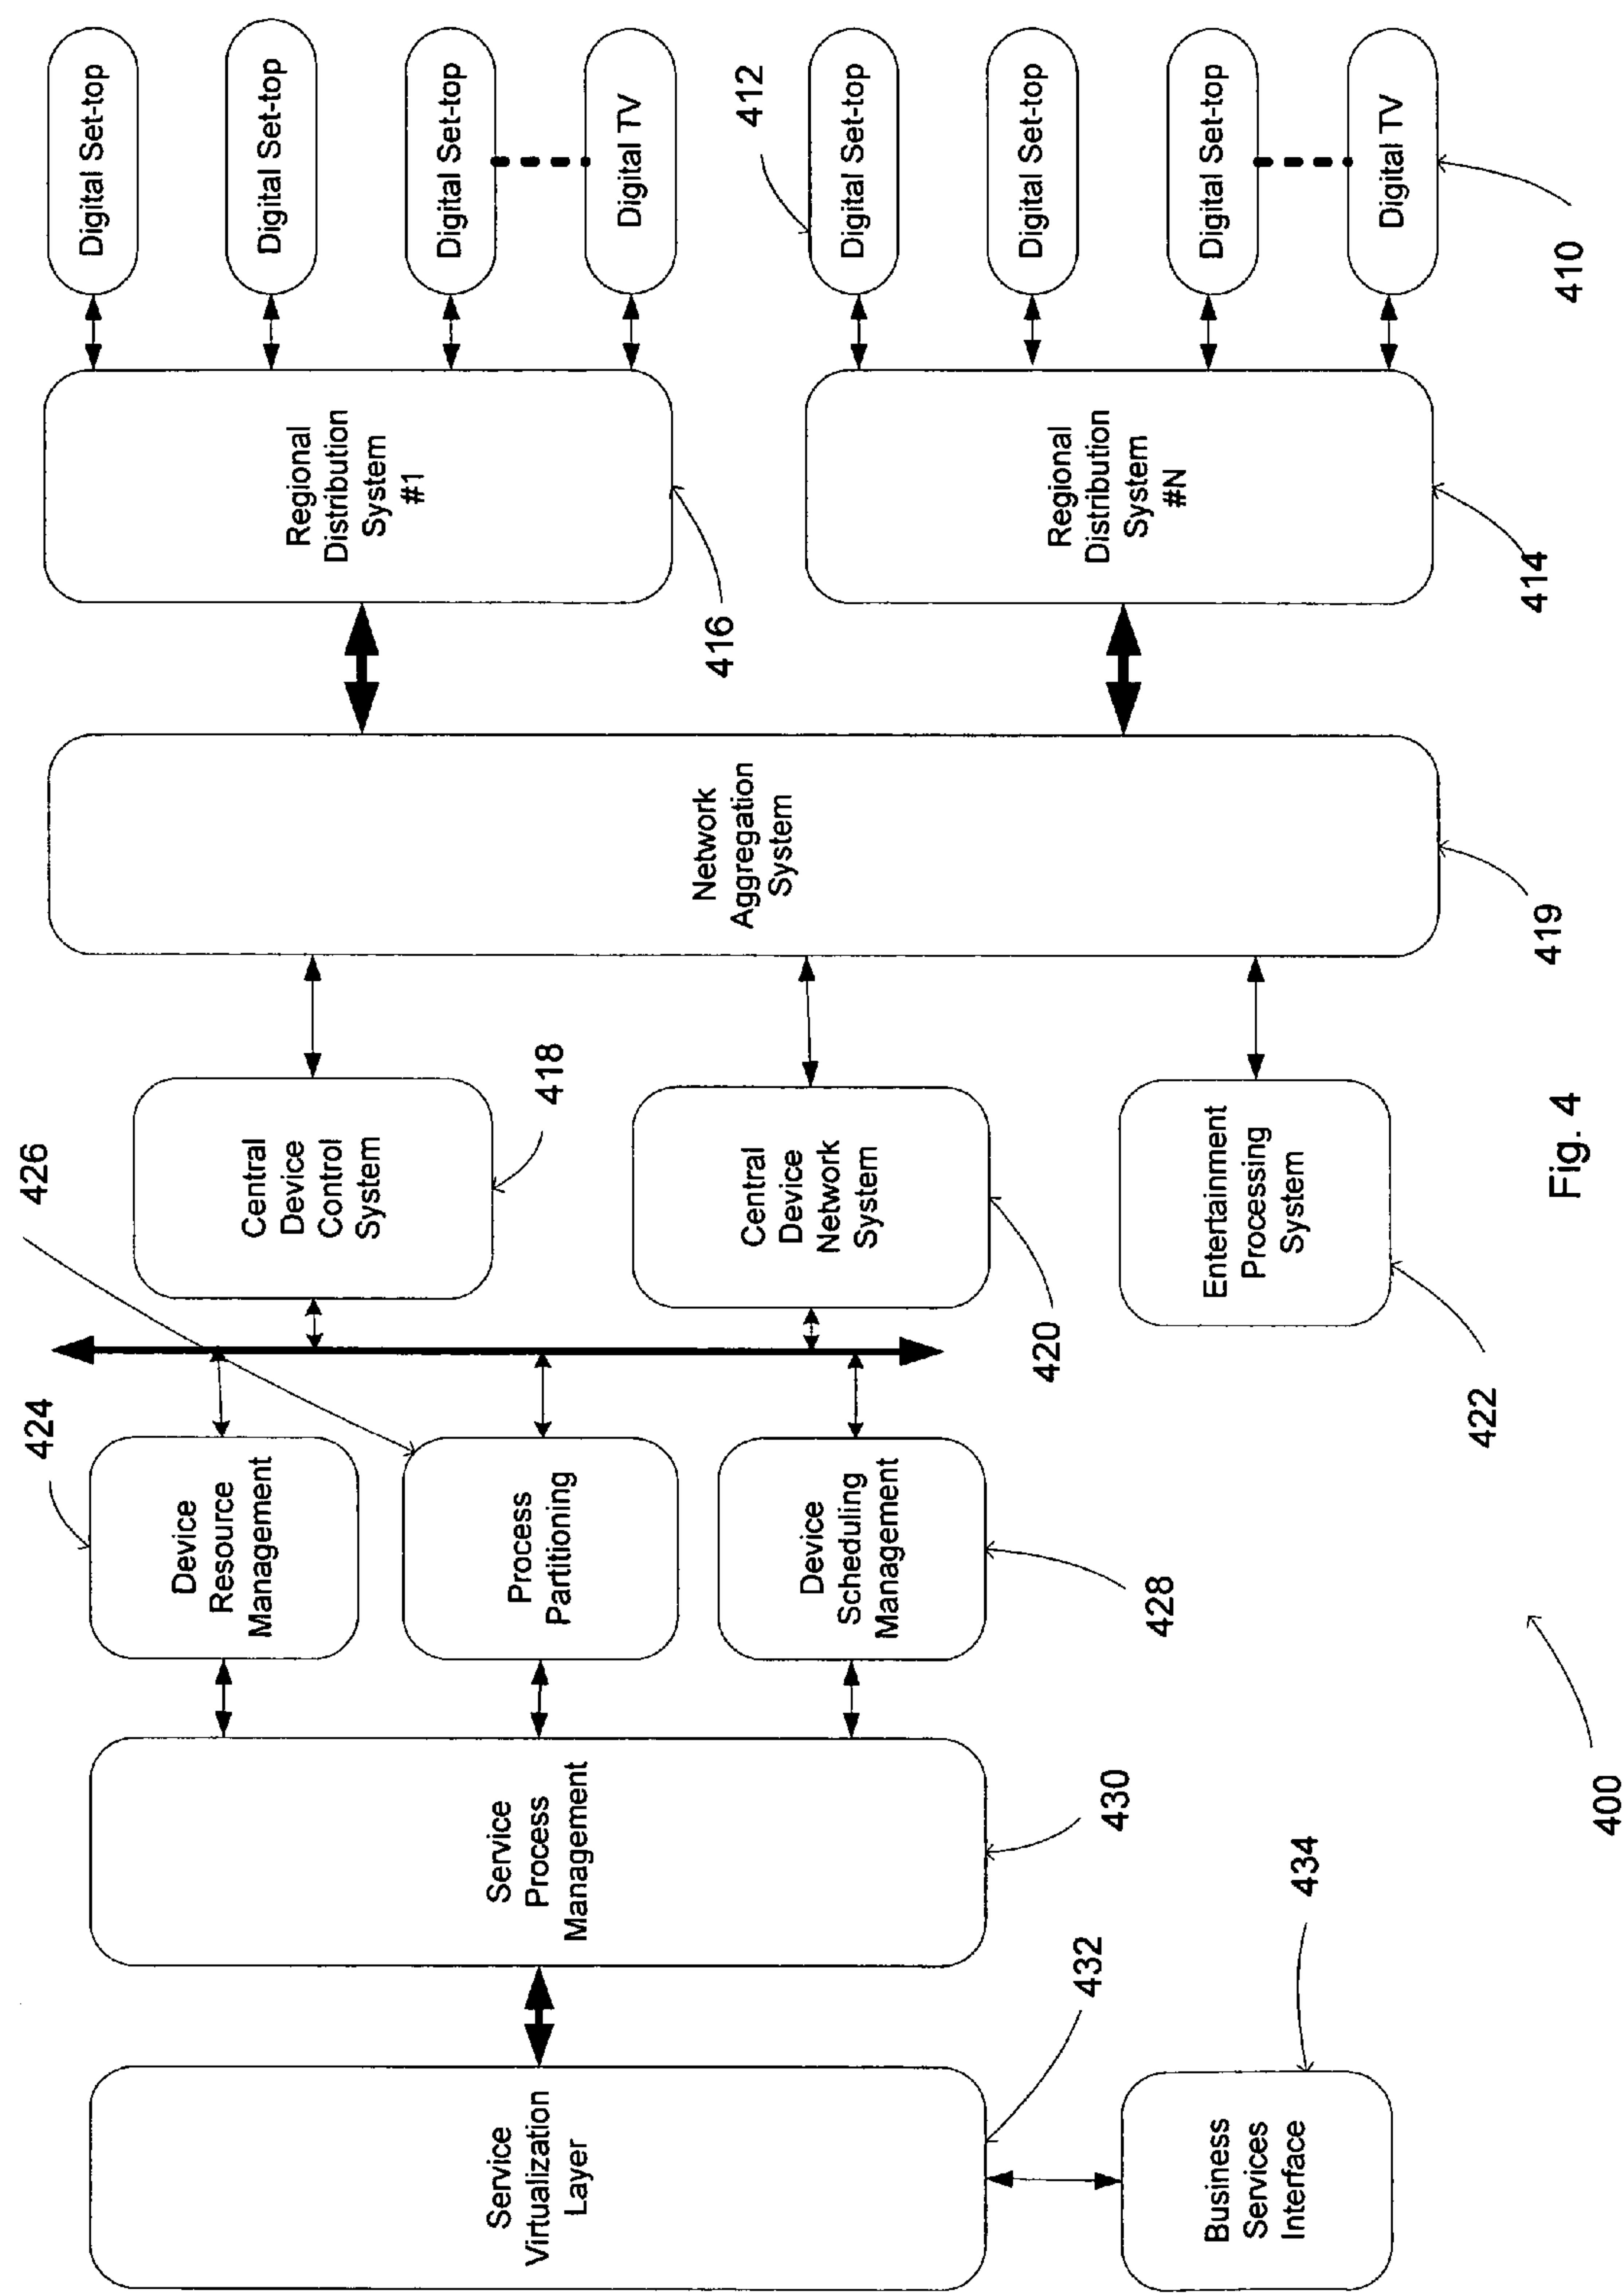 Digital Set-top
Digital Set-top
Digital Set-top
Digital TV
412
Digital Set-top
Digital Set-top
Digital Set-top
Digital TV
410
Regional
Distribution
System
#1
416
Regional
Distribution
System
#N
414
Network
Aggregation
System
419
Central
Device
Control
System
418
Central
Device
Network
System
420
Entertainment
Processing
System
422
426
424
Device
Resource
Management
Process
Partitioning
Device
Scheduling
Management
428
Service
Process
Management
430
Service
Virtualization
Layer
432
Business
Services
Interface
434
400
Fig. 4